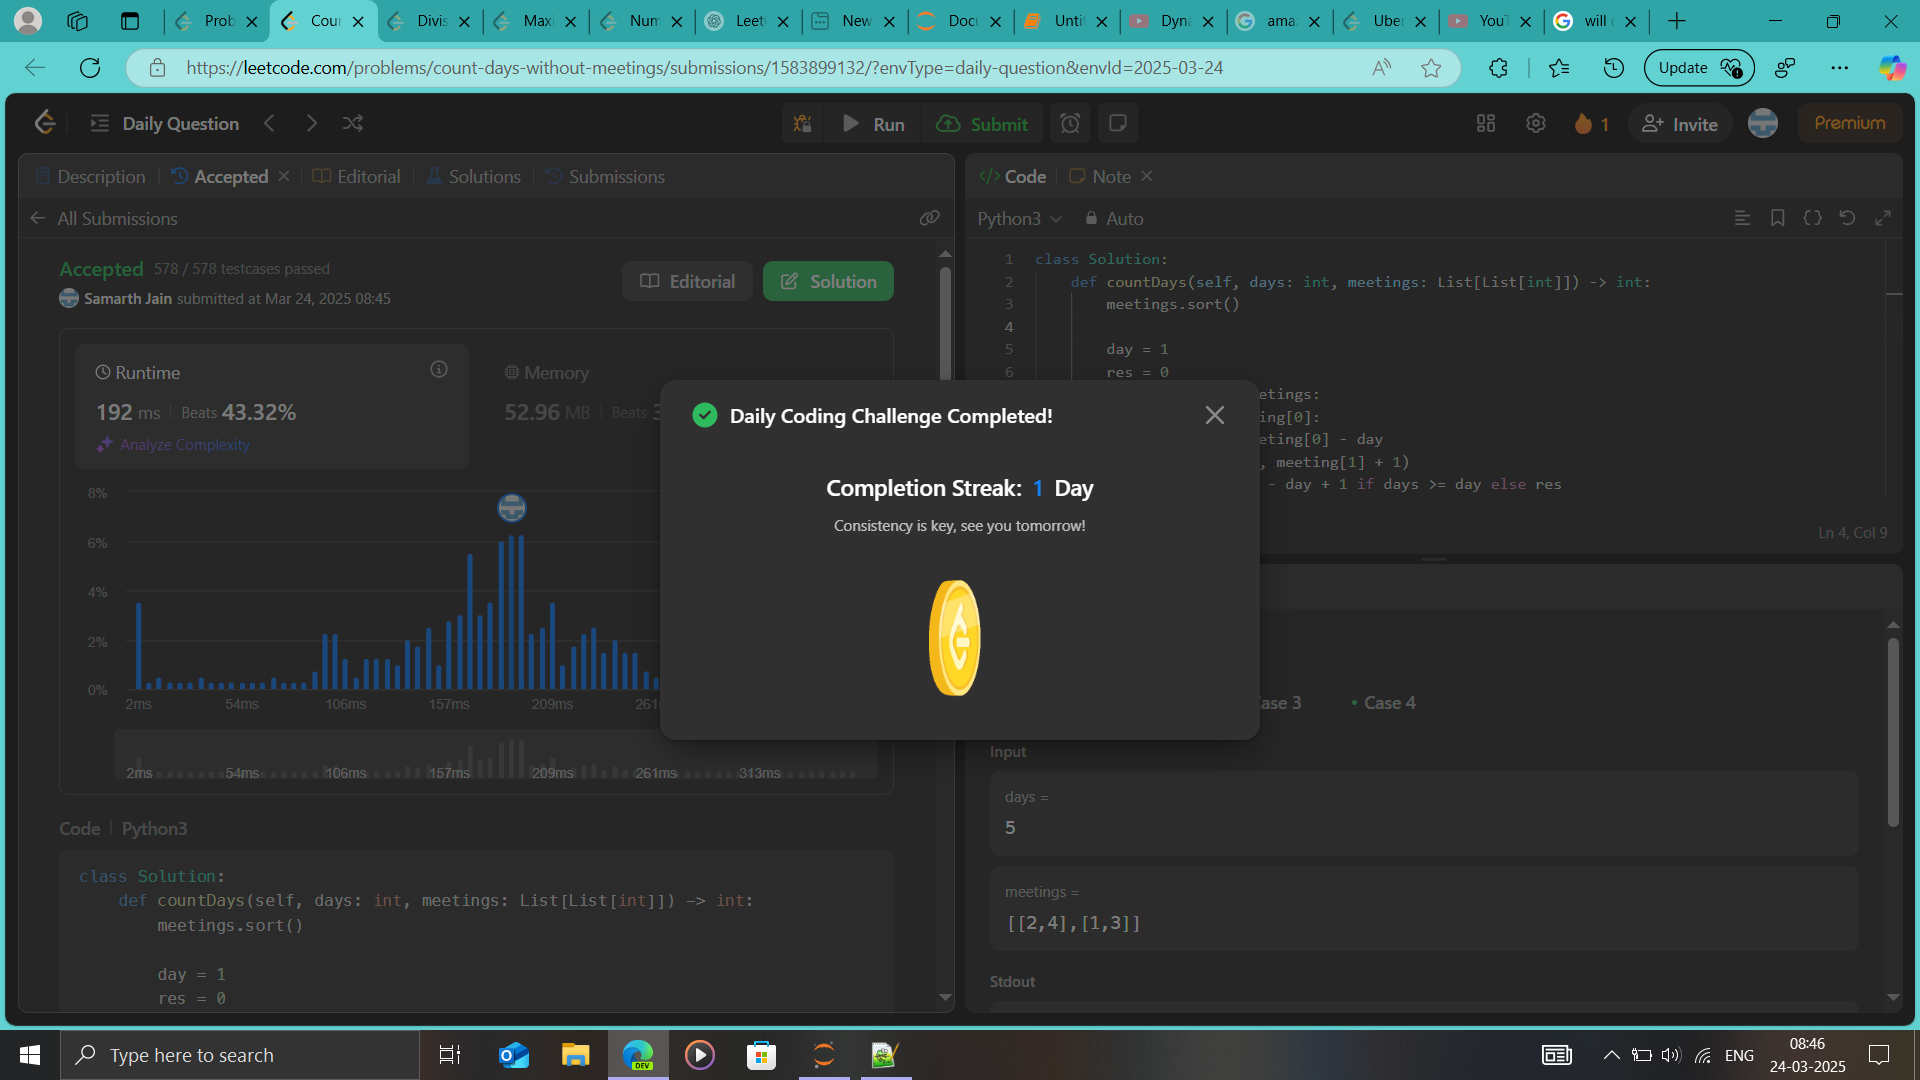 Prob
Cour
Divis
Maxi
Num
Leet
New
Docu
Untit
Dyna
ama
Uber
YouT
will
https://leetcode.com/problems/count-days-without-meetings/submissions/1583899132/?envType=daily-question&envId=2025-03-24
Update
Daily Question
Run
Submit
1
Invite
Premium
Description
Accepted
Editorial
Solutions
Submissions
All Submissions
Accepted 578 / 578 testcases passed
Samarth Jain submitted at Mar 24, 2025 08:45
Editorial
Solution
Runtime
192 ms Beats 43.32%
Analyze Complexity
Memory
52.96 MB Beats 3
8%
6%
4%
2%
0%
2ms 54ms 106ms 157ms 209ms 261
2ms 54ms 106ms 157ms 209ms 261ms 313ms
Code Python3
class Solution:
def countDays(self, days: int, meetings: List[List[int]]) -> int:
meetings.sort()
day = 1
res = 0
Daily Coding Challenge Completed!
Completion Streak: 1 Day
Consistency is key, see you tomorrow!
</> Code
Note
Python3
Auto
1 class Solution:
2 def countDays(self, days: int, meetings: List[List[int]]) -> int:
3 meetings.sort()
4
5 day = 1
6 res = 0
etings:
ing[0]:
eting[0] - day
, meeting[1] + 1)
- day + 1 if days >= day else res
Ln 4, Col 9
ase 3
Case 4
Input
days =
5
meetings =
[[2,4],[1,3]]
Stdout
Type here to search
DEV
ENG
08:46
24-03-2025